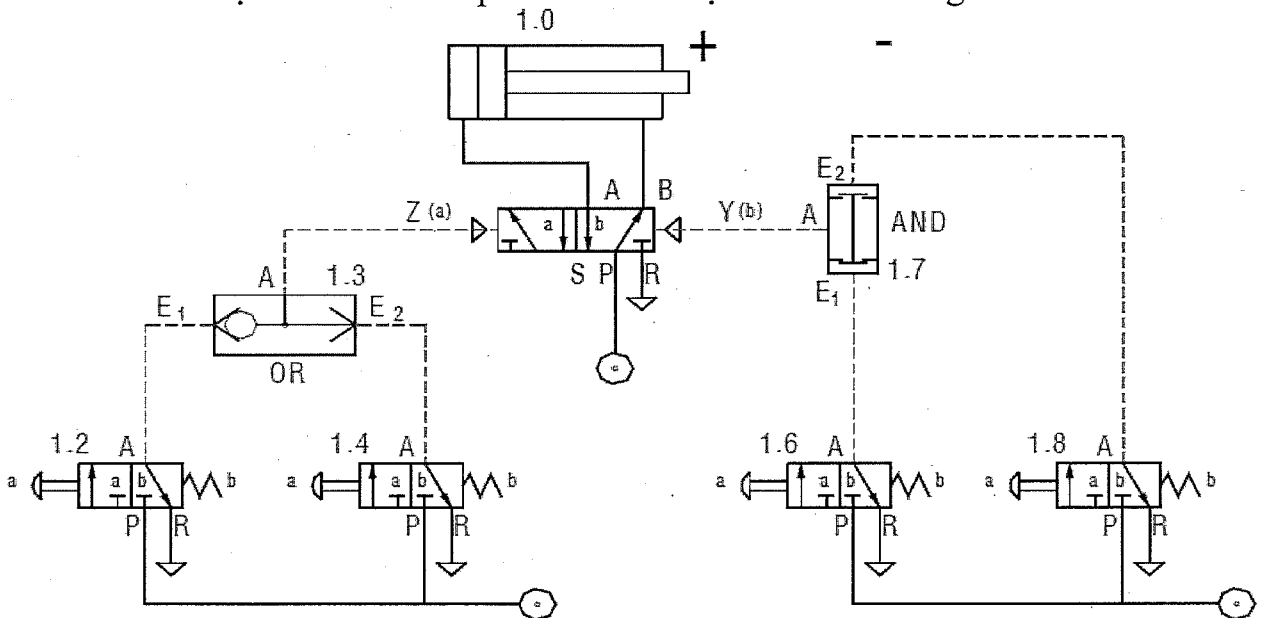 1.0
+ -
E2
A B
Z (a) a b Y (b) A AND
A 1.3 S P R 1.7
E1 E2 E1
OR
1.2 A 1.4 A 1.6 A 1.8 A
a a b b a a b b a a b b a a b b
P R P R P R P R